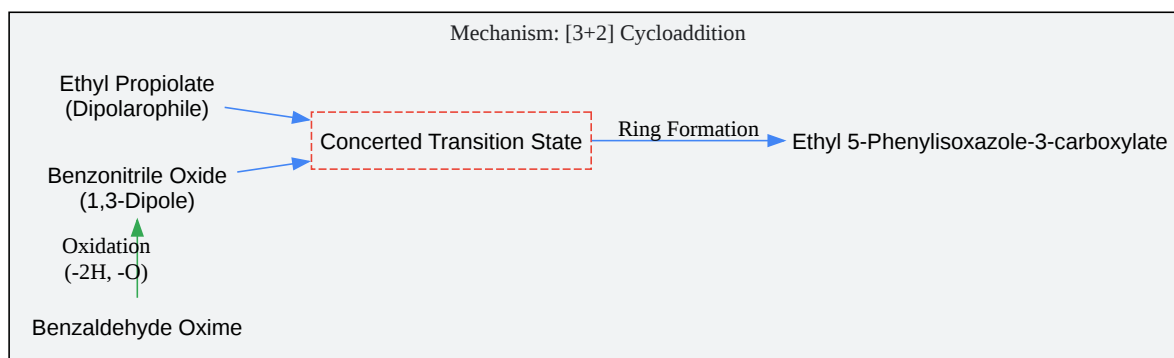 Mechanism: [3+2] Cycloaddition
Ethyl Propiolate
(Dipolarophile)
Concerted Transition State
Ring Formation
Ethyl 5-Phenylisoxazole-3-carboxylate
Benzonitrile Oxide
(1,3-Dipole)
Oxidation
(-2H, -O)
Benzaldehyde Oxime